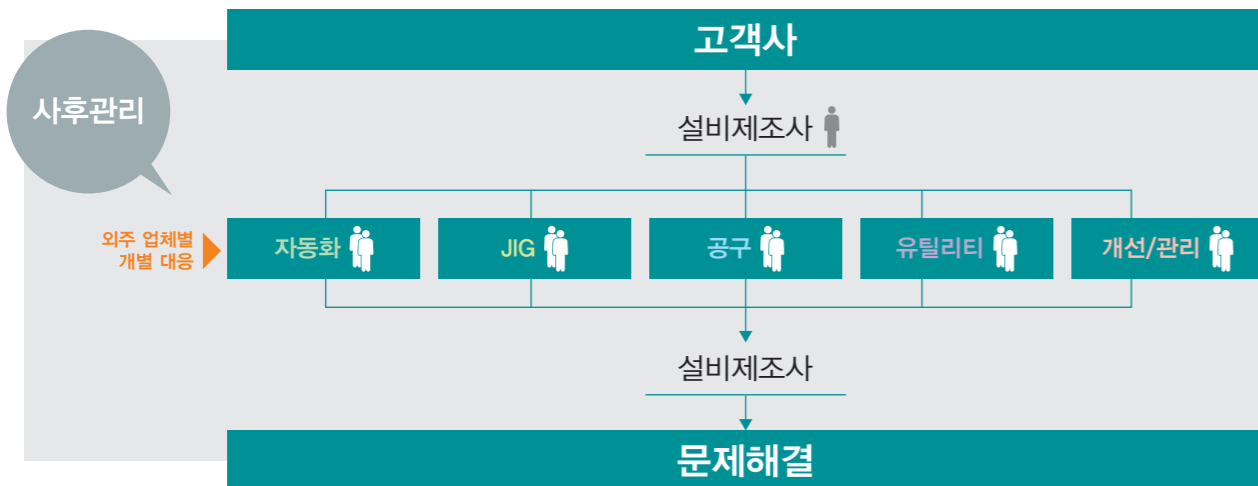 고객사
사후관리
설비제조사
외주 업체별
개별 대응
자동화
JIG
공구
유틸리티
개선/관리
설비제조사
문제해결